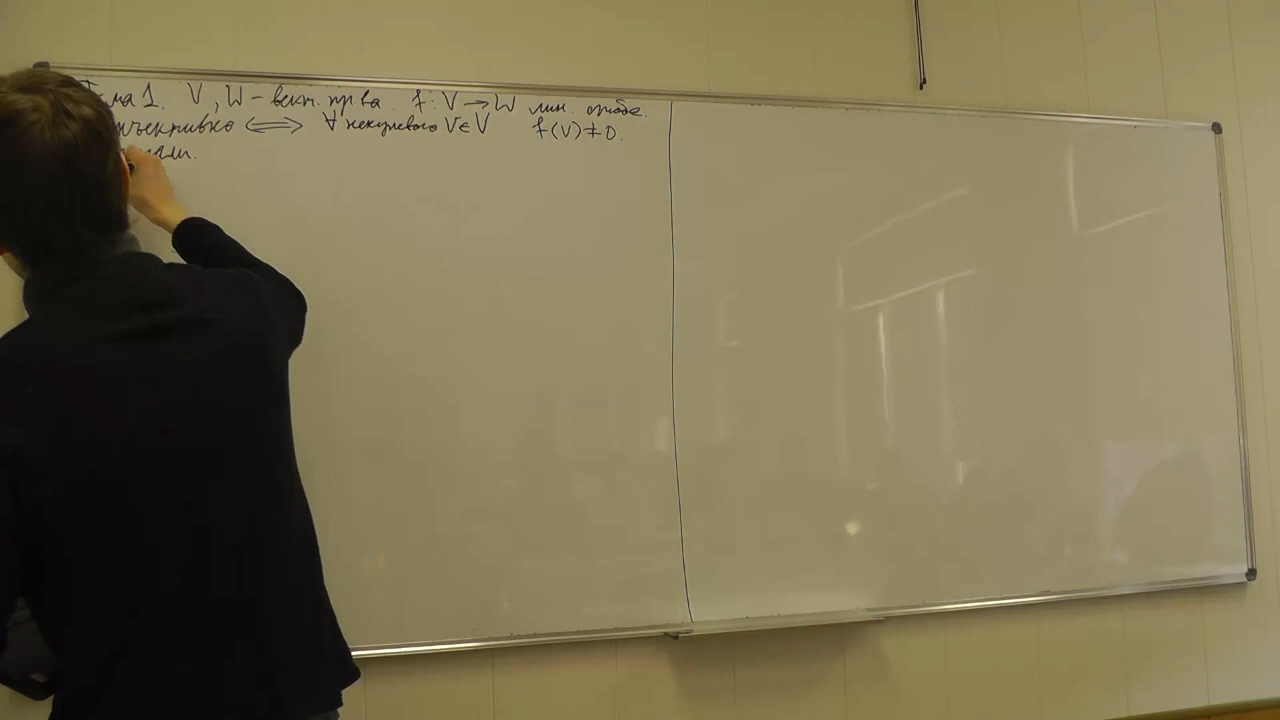 ма 1. V, W – вект. пр-ва. f: V → W лин. отобр.
инъективно ⟺ ∀ ненулевого V ∈ V f(V) ≠ 0.